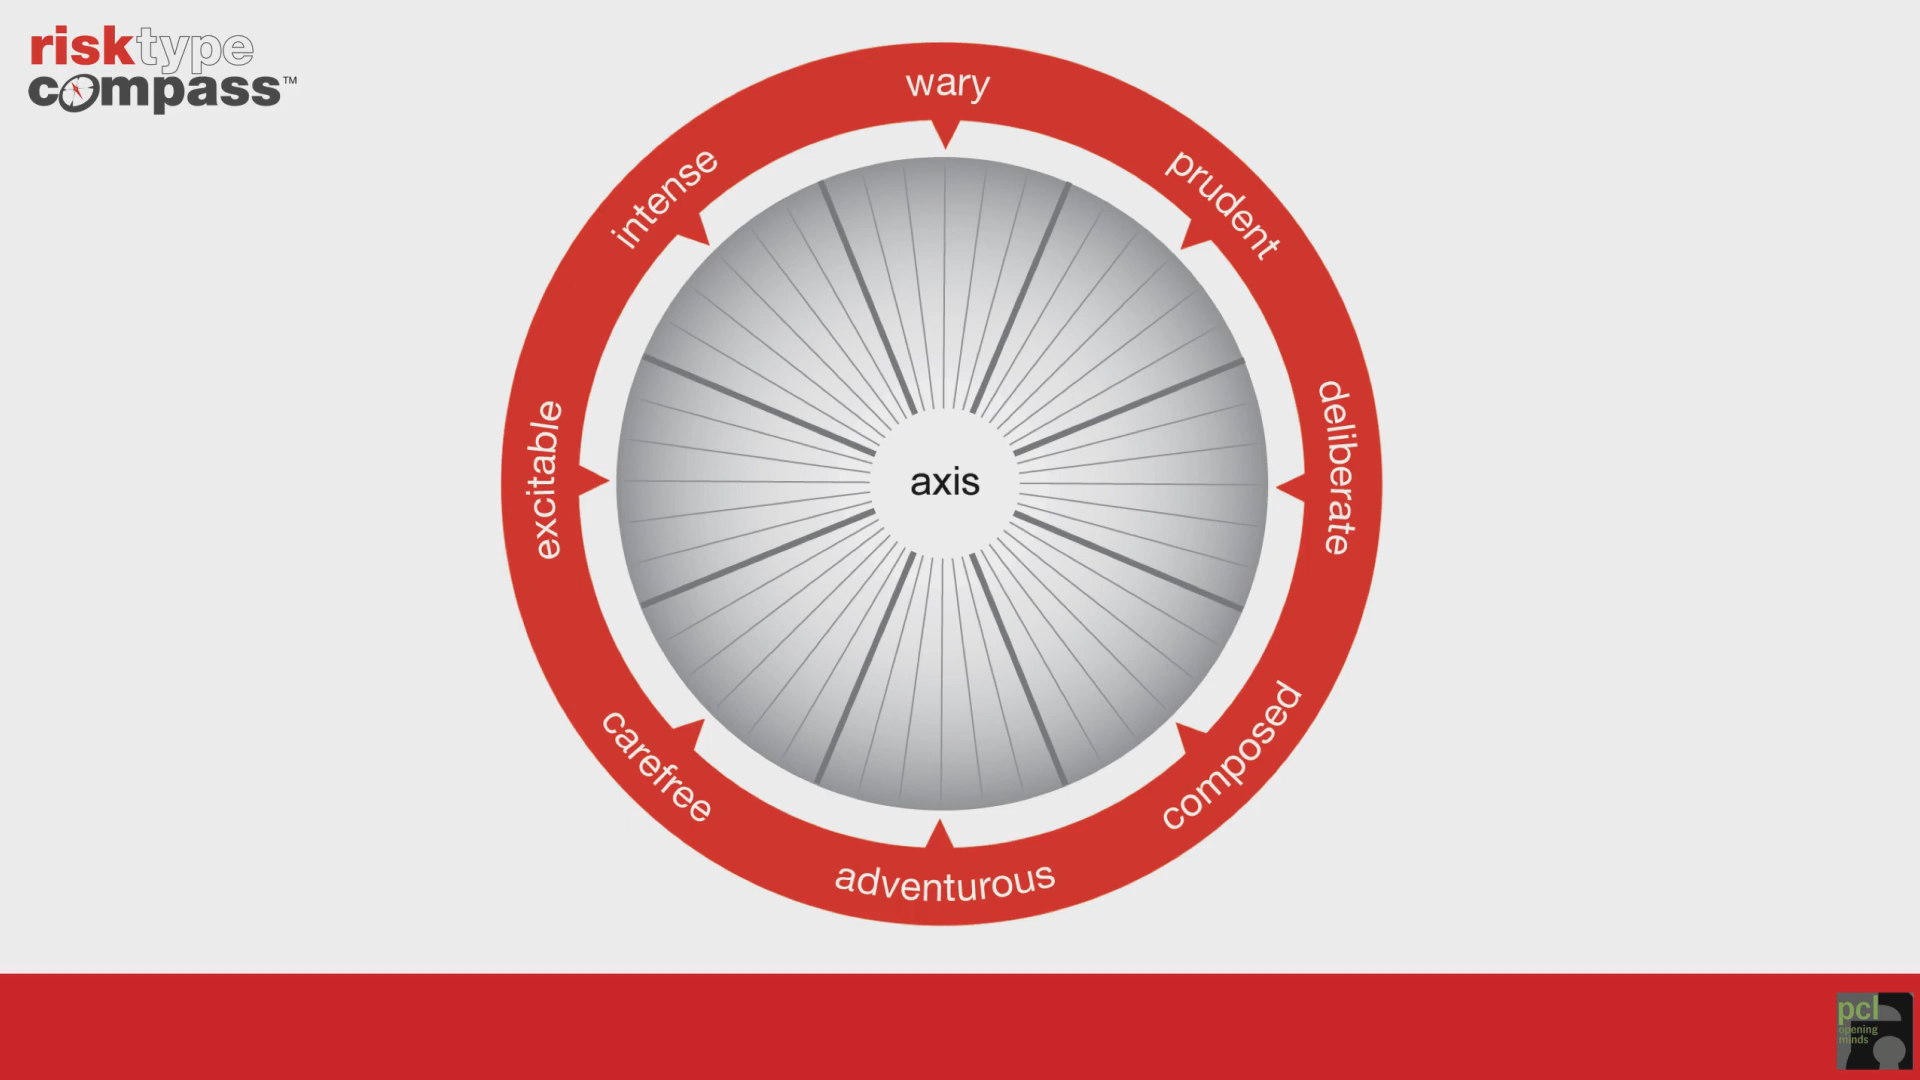 risktype
compass™
wary
prudent
deliberate
composed
adventurous
carefree
excitable
intense
axis
pcl
opening
minds